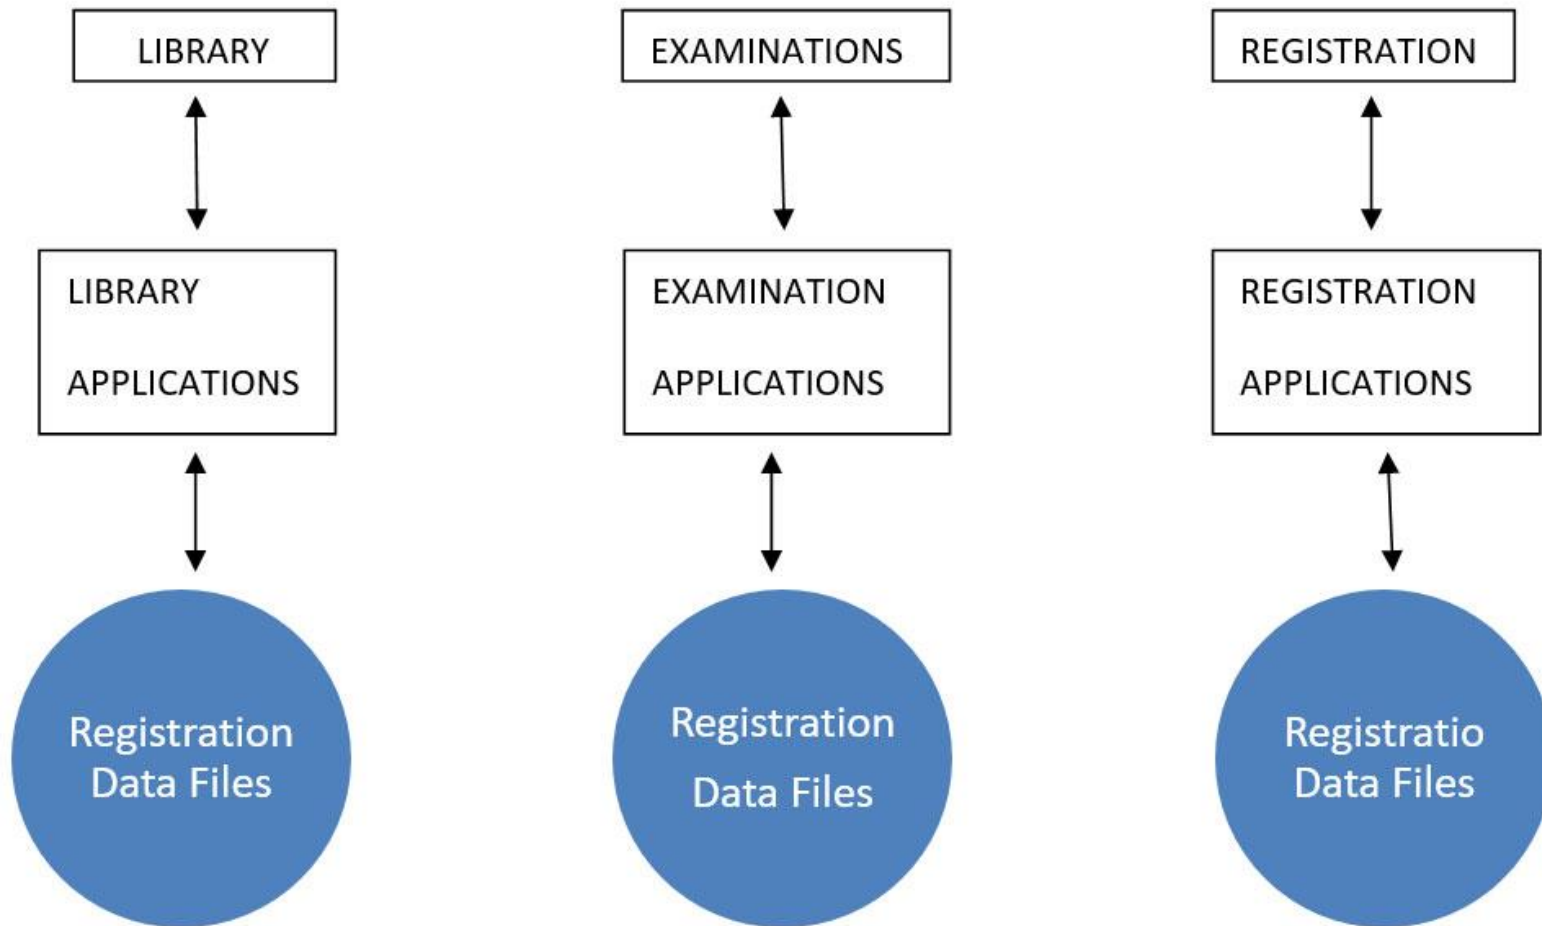 LIBRARY
EXAMINATIONS
REGISTRATION
LIBRARY
APPLICATIONS
EXAMINATION
APPLICATIONS
REGISTRATION
APPLICATIONS
Registration
Data Files
Registration
Data Files
Registratio
Data Files